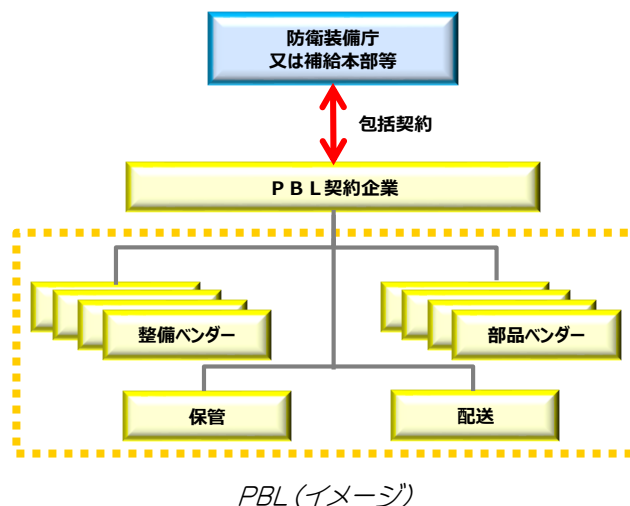 防衛装備庁
又は補給本部等
包括契約
ＰＢＬ契約企業
整備ベンダー
部品ベンダー
保管
配送
PBL（イメージ）